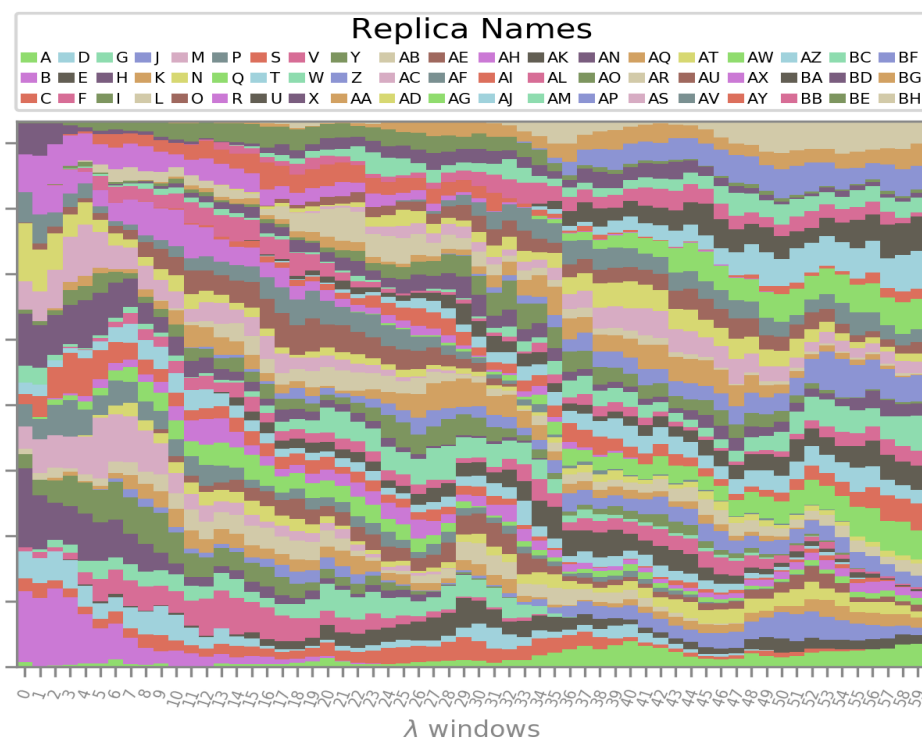 Replica Names
A D G J M P S V Y AB AE AH AK AN AQ AT AW AZ BC BF
B E H K N Q T W Z AC AF AI AL AO AR AU AX BA BD BG
C F I L O R U X AA AD AG AJ AM AP AS AV AY BB BE BH
0 1 2 3 4 5 6 7 8 9 10 11 12 13 14 15 16 17 18 19 20 21 22 23 24 25 26 27 28 29 30 31 32 33 34 35 36 37 38 39 40 41 42 43 44 45 46 47 48 49 50 51 52 53 54 55 56 57 58 59
λ windows